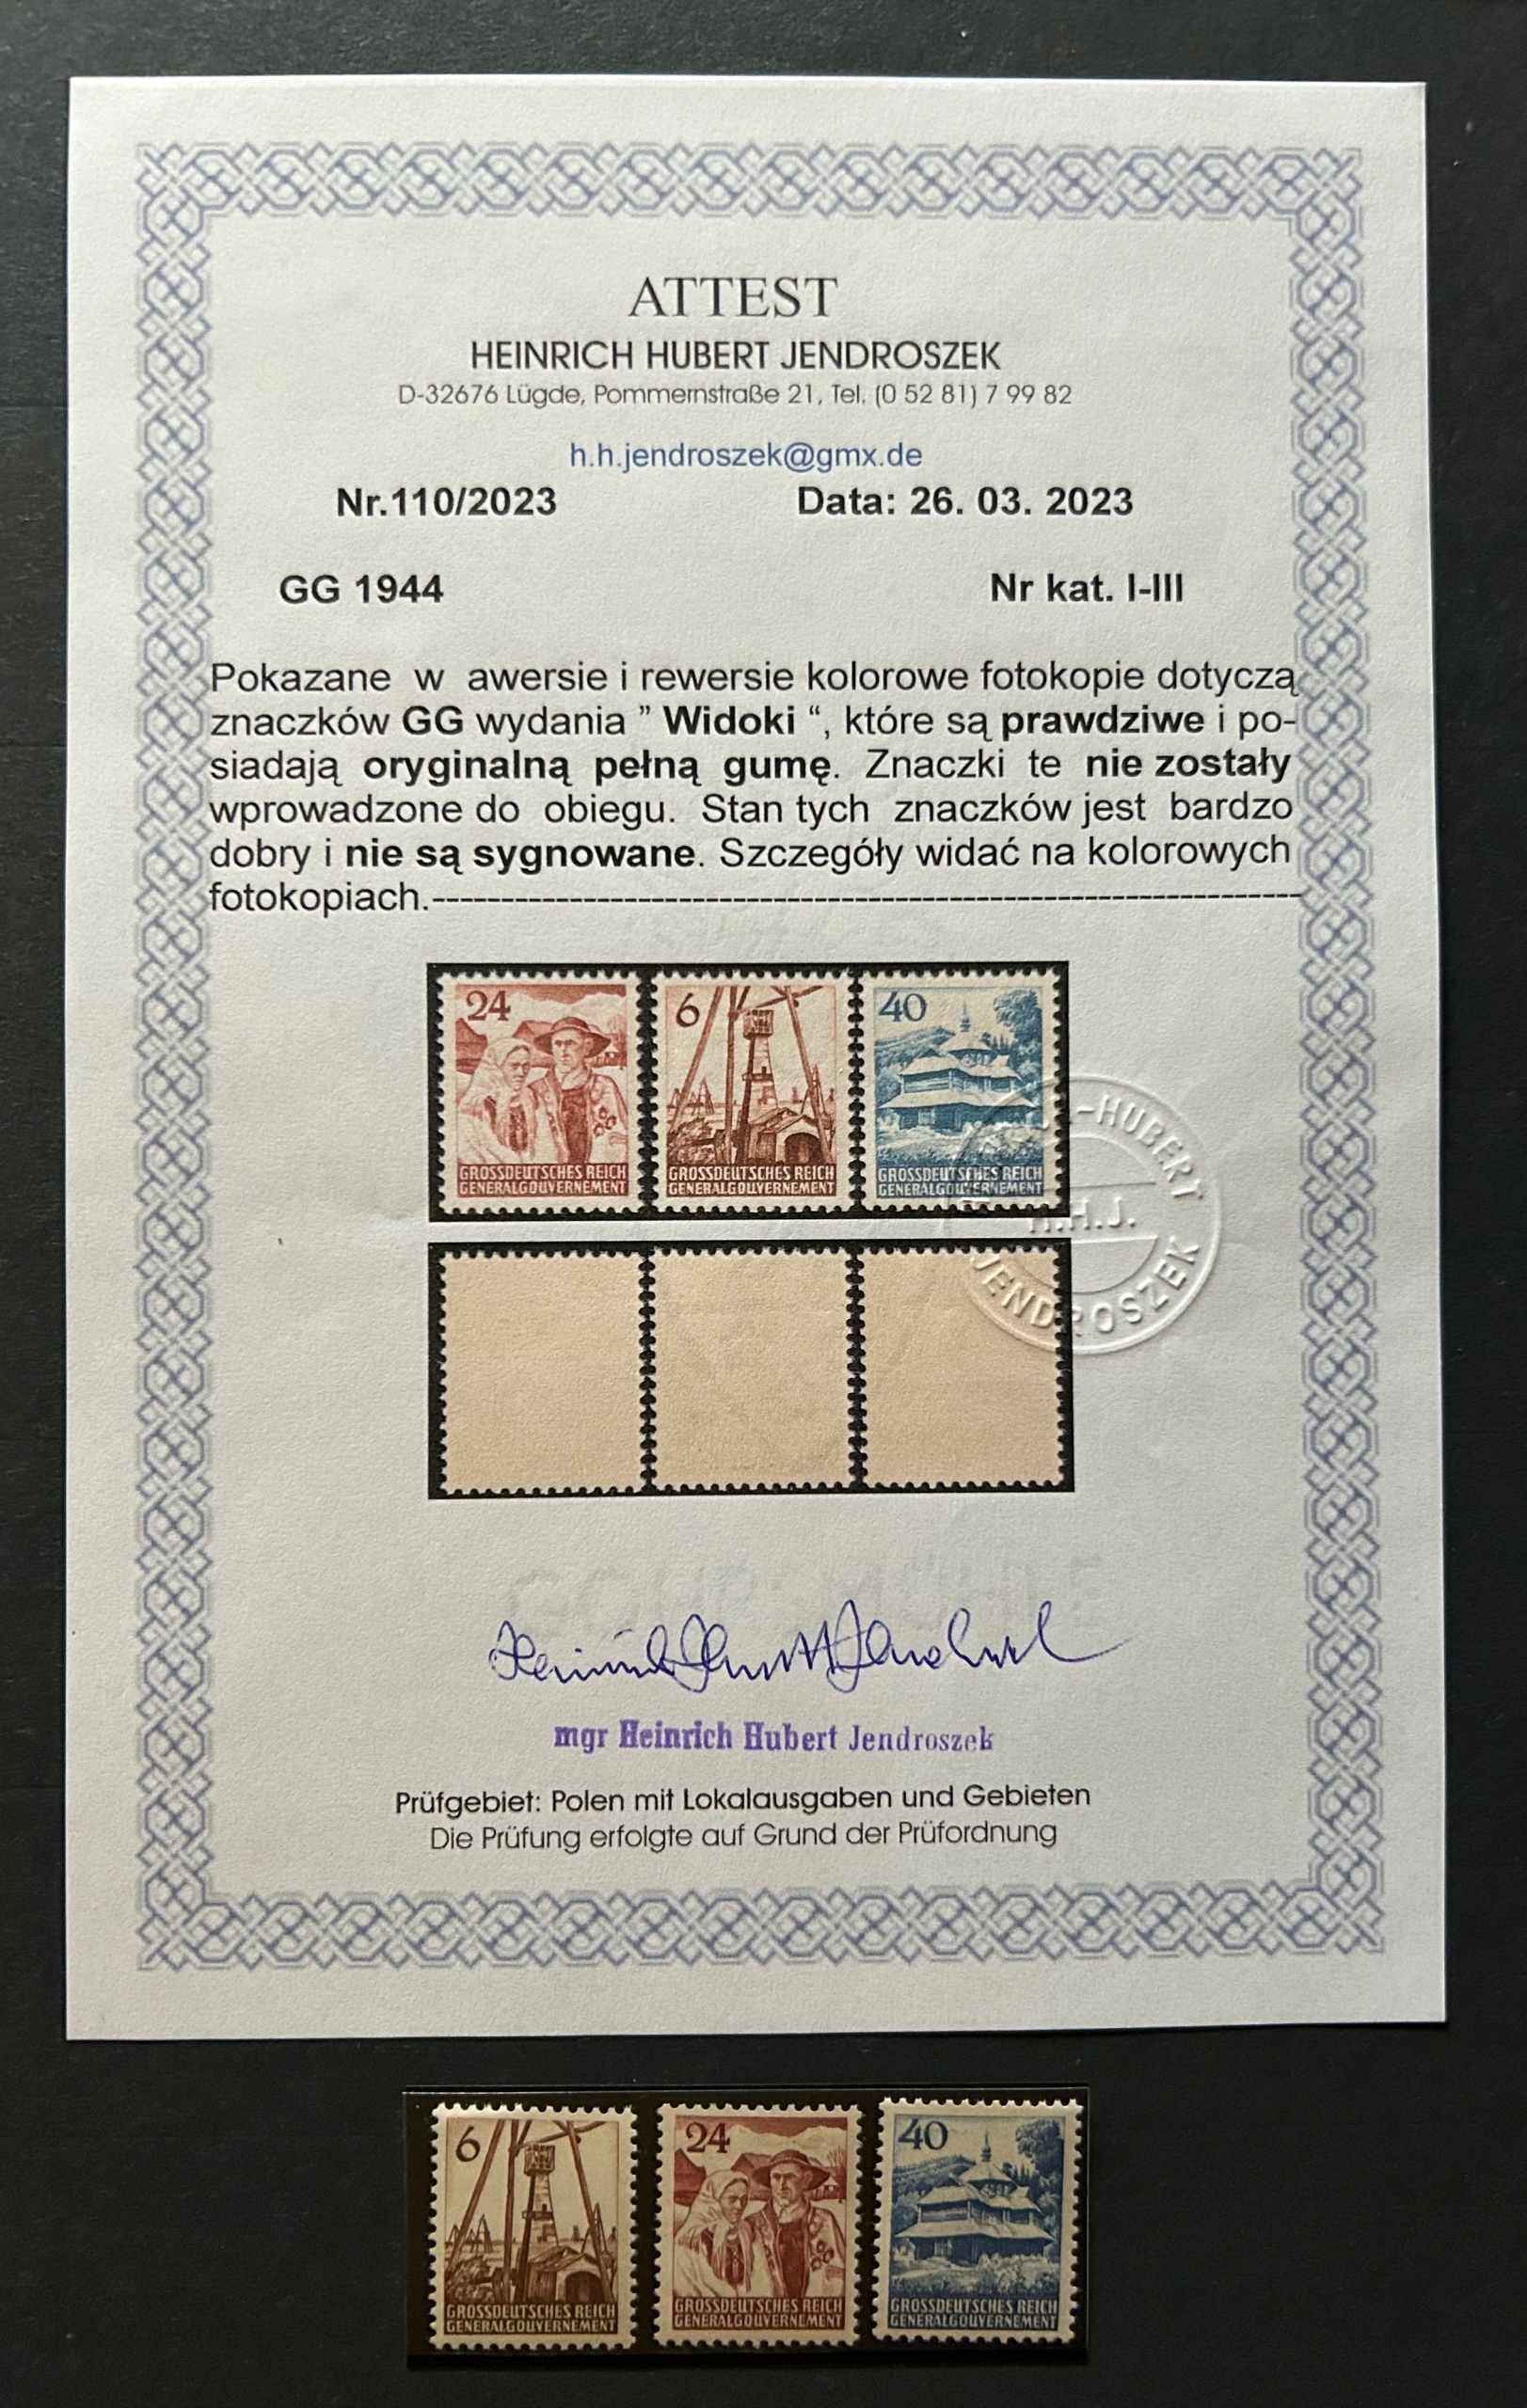 ATTEST
HEINRICH HUBERT JENDROSZEK
D-32676 Lügde, Pommernstraße 21, Tel. (0 52 81) 7 99 82
h.h.jendroszek@gmx.de
Nr.110/2023 Data: 26. 03. 2023
GG 1944 Nr kat. I-III
Pokazane w awersie i rewersie kolorowe fotokopie dotyczą
znaczków GG wydania ” Widoki “, które są prawdziwe i po-
siadają oryginalną pełną gumę. Znaczki te nie zostały
wprowadzone do obiegu. Stan tych znaczków jest bardzo
dobry i nie są sygnowane. Szczegóły widać na kolorowych
fotokopiach.----------------------------------------------------------------
24 6 40
GROSSDEUTSCHES REICH GROSSDEUTSCHES REICH GROSSDEUTSCHES REICH
GENERALGOUVERNEMENT GENERALGOUVERNEMENT GENERALGOUVERNEMENT
-HUBERT
H.H.J.
JENDROSZEK
mgr Heinrich Hubert Jendroszek
Prüfgebiet: Polen mit Lokalausgaben und Gebieten
Die Prüfung erfolgte auf Grund der Prüfordnung
6 24 40
GROSSDEUTSCHES REICH GROSSDEUTSCHES REICH GROSSDEUTSCHES REICH
GENERALGOUVERNEMENT GENERALGOUVERNEMENT GENERALGOUVERNEMENT